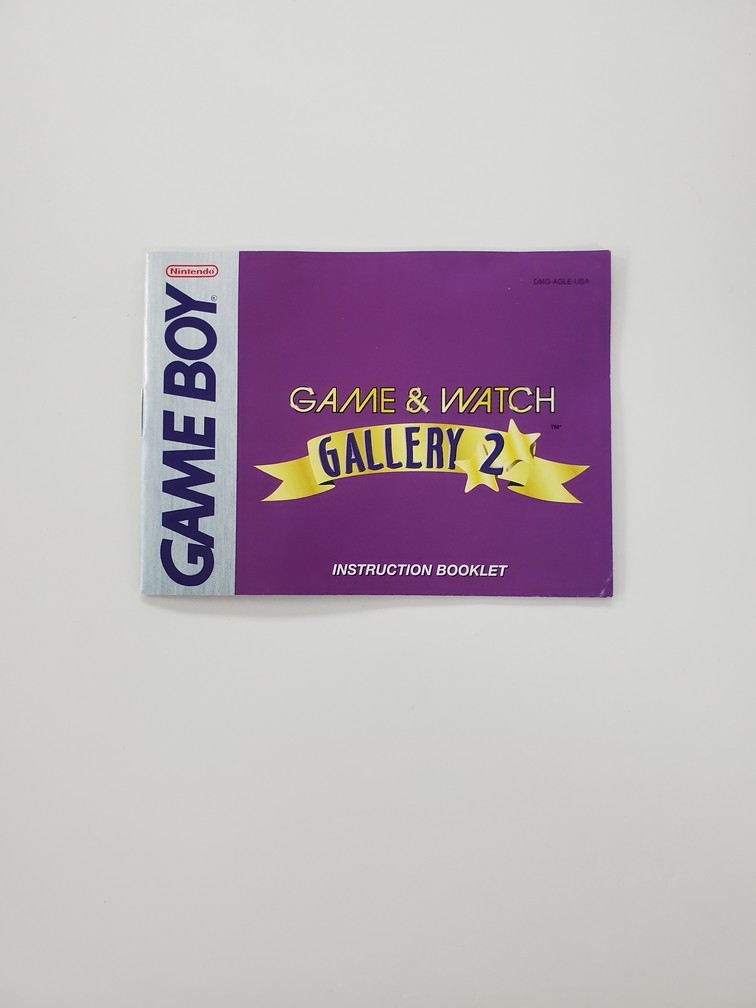 Nintendo
GAME BOY®
DMG-AGLE-USA
GAME & WATCH
GALLERY 2
™
INSTRUCTION BOOKLET